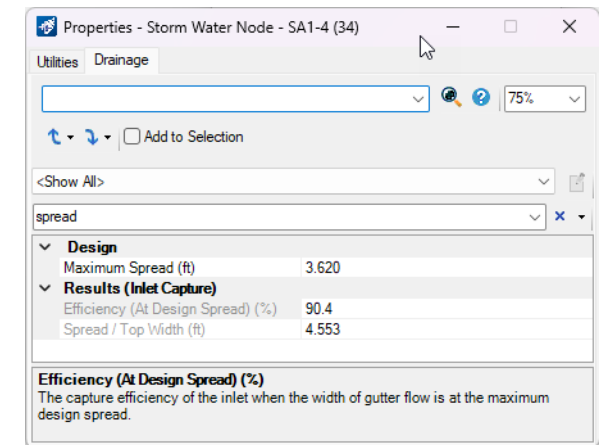 Properties - Storm Water Node - SA1-4 (34)
Utilities Drainage
75%
Add to Selection
<Show All>
spread
Design
Maximum Spread (ft) 3.620
Results (Inlet Capture)
Efficiency (At Design Spread) (%) 90.4
Spread / Top Width (ft) 4.553
Efficiency (At Design Spread) (%)
The capture efficiency of the inlet when the width of gutter flow is at the maximum
design spread.